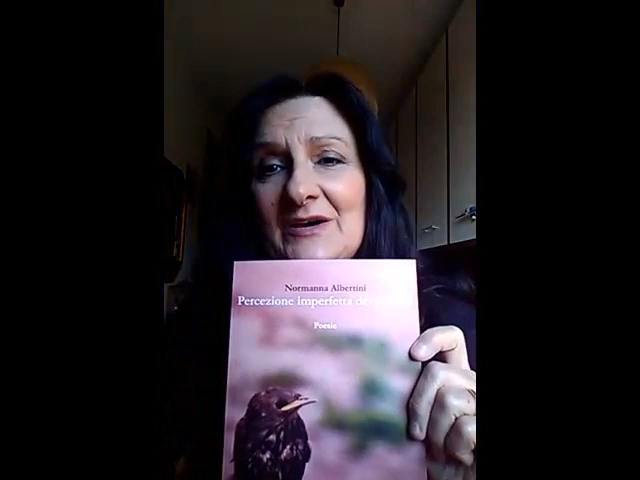 Normanna Albertini
Percezione imperfetta
Poesie